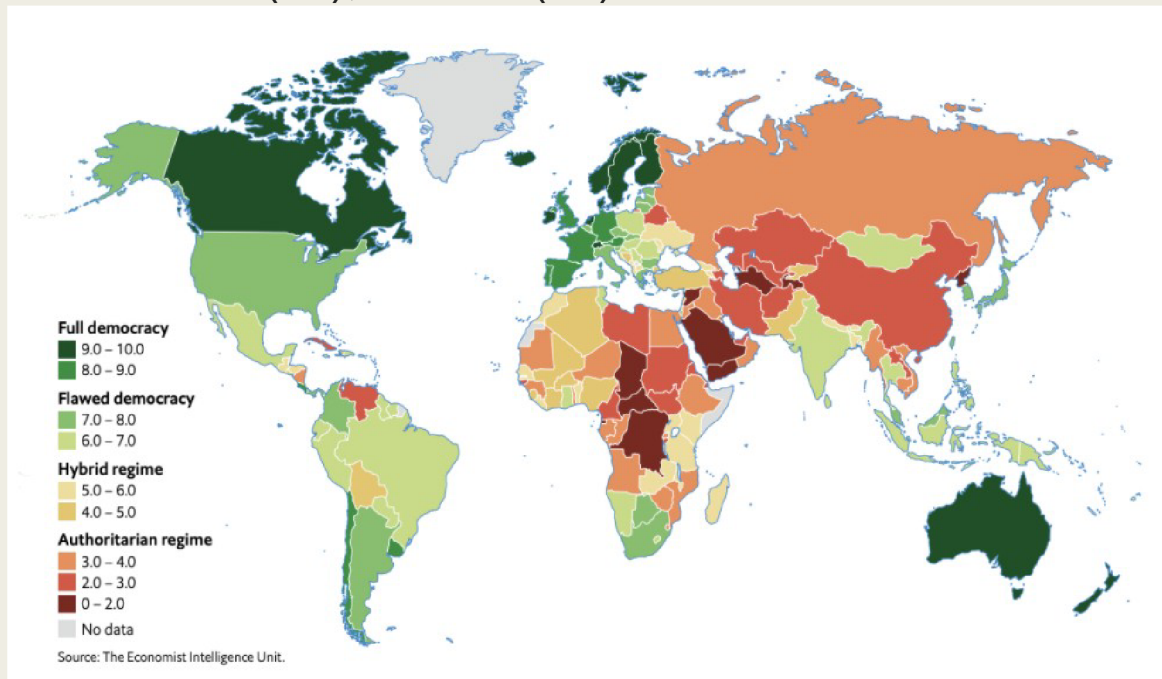 Full democracy
9.0 – 10.0
8.0 – 9.0
Flawed democracy
7.0 – 8.0
6.0 – 7.0
Hybrid regime
5.0 – 6.0
4.0 – 5.0
Authoritarian regime
3.0 – 4.0
2.0 – 3.0
0 – 2.0
No data
Source: The Economist Intelligence Unit.